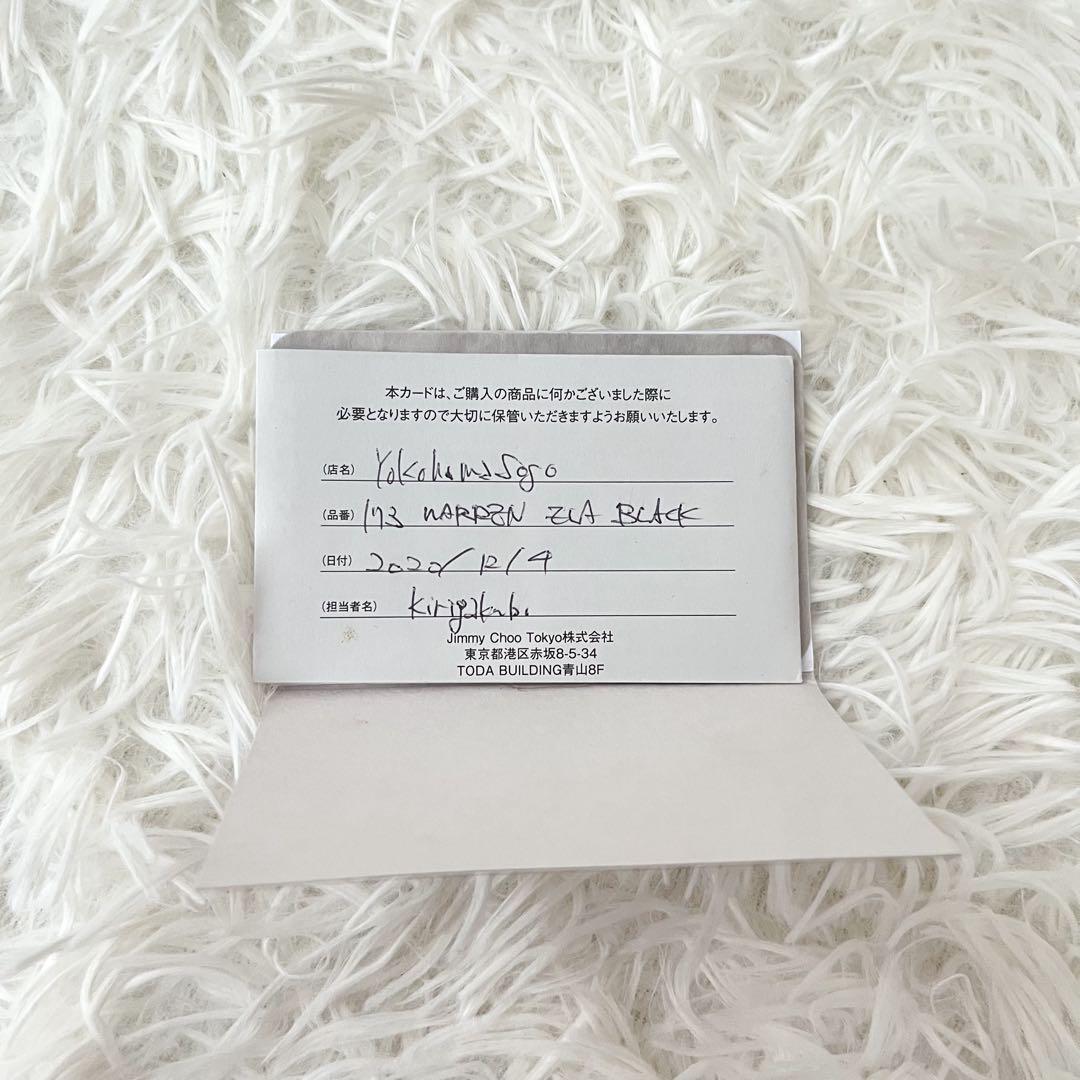 本カードは、ご購入の商品に何かございました際に
必要となりますので大切に保管いただきますようお願いいたします。
(店名) Yokohama Sogo
(品番) 173 WARREN ZUA BLACK
(日付) 2020/12/4
(担当者名)
Jimmy Choo Tokyo株式会社
東京都港区赤坂8-5-34
TODA BUILDING青山8F